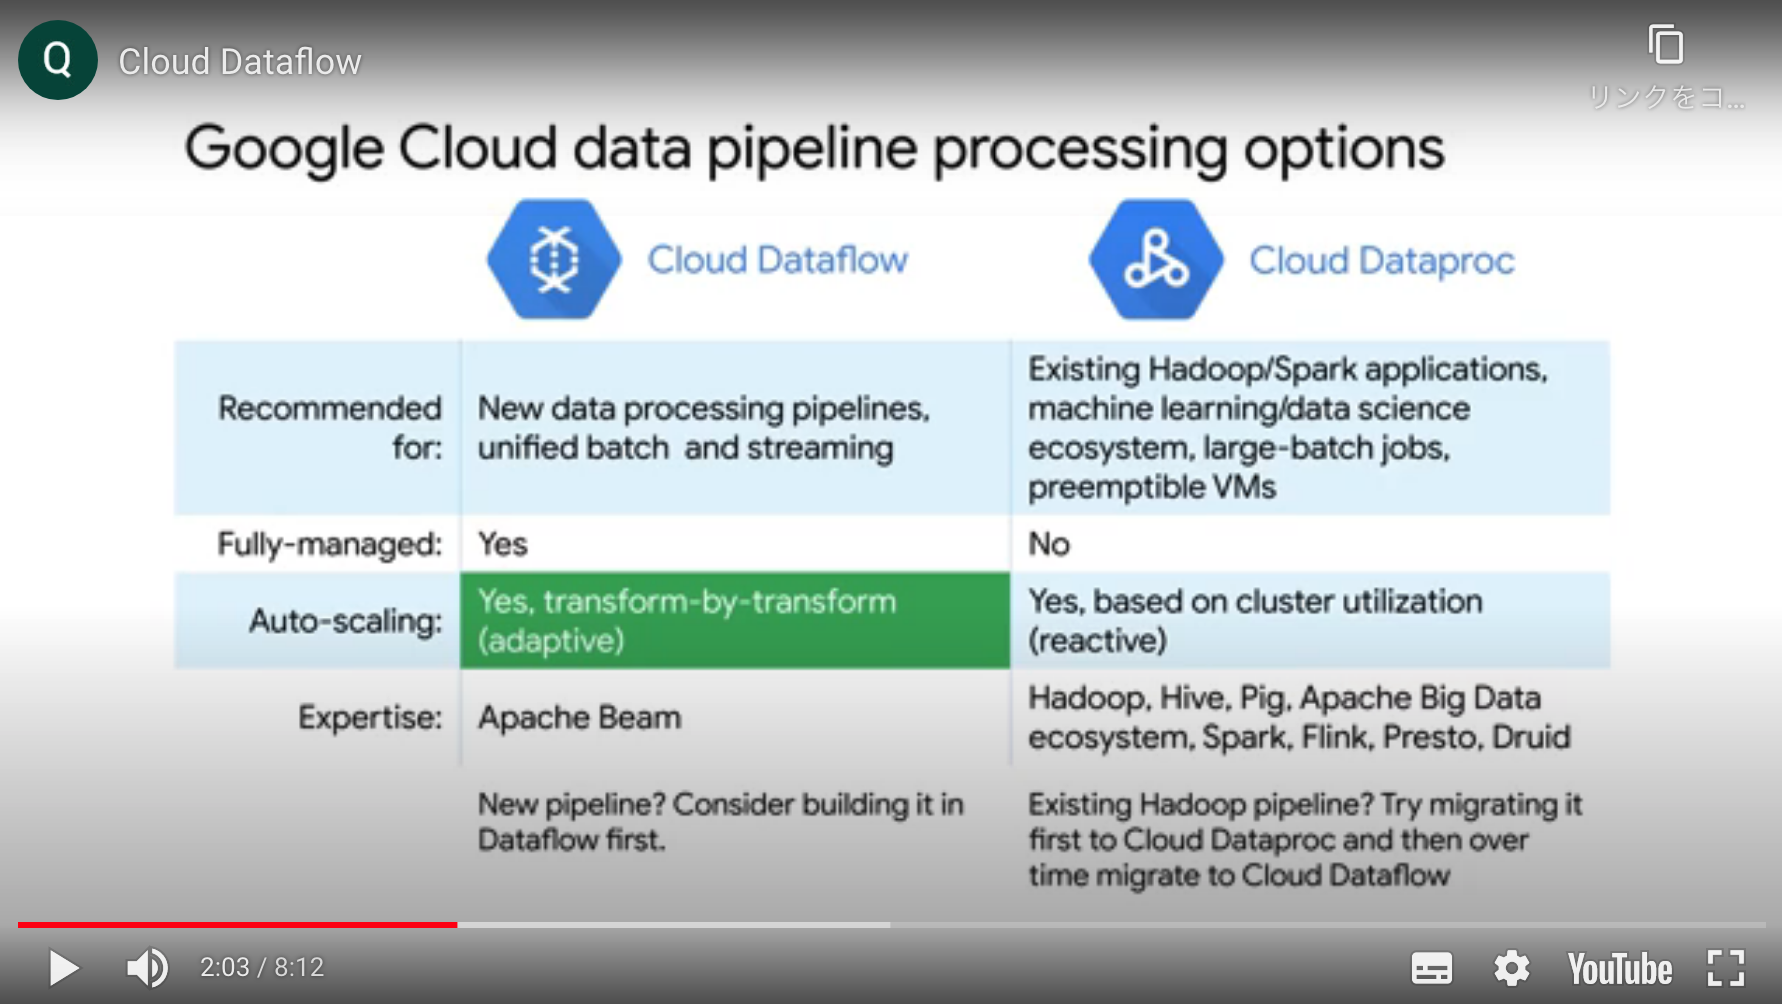 Q
Cloud Dataflow
リンクをコ...
Google Cloud data pipeline processing options
Cloud Dataflow
Cloud Dataproc
Recommended
for:
New data processing pipelines,
unified batch and streaming
Existing Hadoop/Spark applications,
machine learning/data science
ecosystem, large-batch jobs,
preemptible VMs
Fully-managed:
Yes
No
Auto-scaling:
Yes, transform-by-transform
(adaptive)
Yes, based on cluster utilization
(reactive)
Expertise:
Apache Beam
Hadoop, Hive, Pig, Apache Big Data
ecosystem, Spark, Flink, Presto, Druid
New pipeline? Consider building it in
Dataflow first.
Existing Hadoop pipeline? Try migrating it
first to Cloud Dataproc and then over
time migrate to Cloud Dataflow
2:03 / 8:12
YouTube